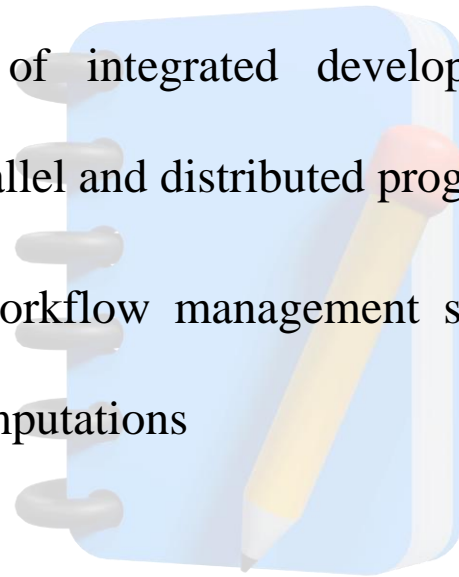 of integrated develop
allel and distributed prog
orkflow management s
nputations